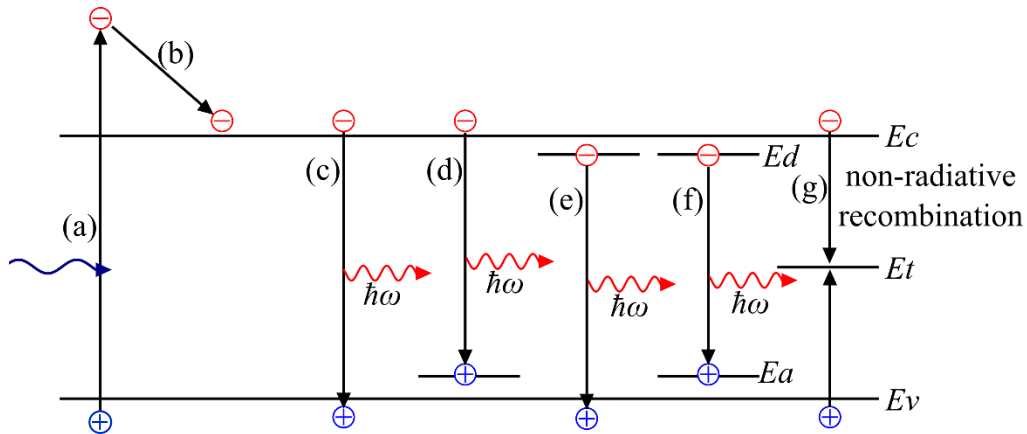 (b)
Ec
(c)
(d)
Ed
(e)
(f)
(g)
non-radiative
recombination
(a)
Et
ħω
ħω
ħω
ħω
Ea
Ev